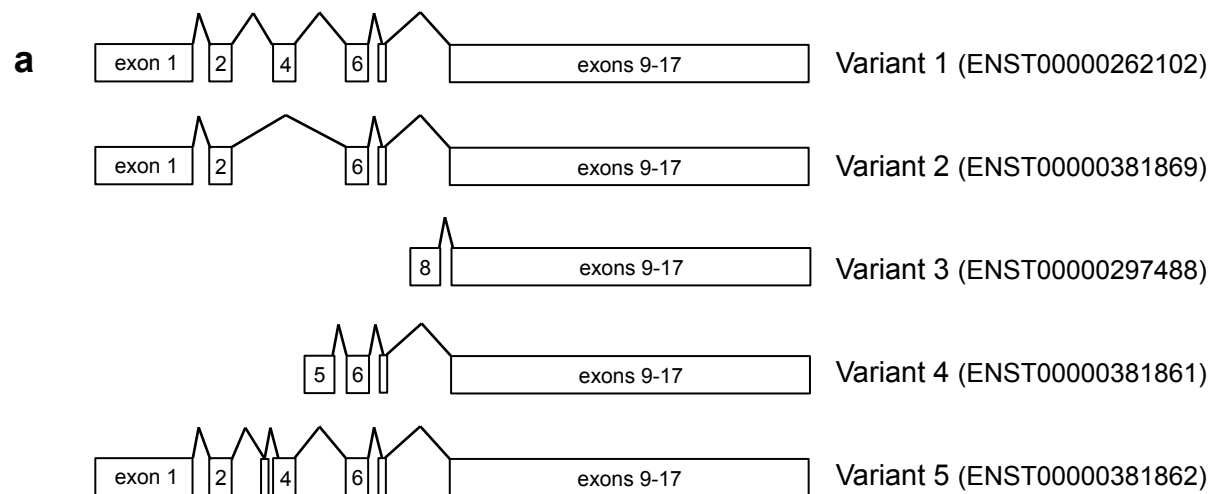 a
exon 1 2 4 6 exons 9-17 Variant 1 (ENST00000262102)
exon 1 2 6 exons 9-17 Variant 2 (ENST00000381869)
8 exons 9-17 Variant 3 (ENST00000297488)
5 6 exons 9-17 Variant 4 (ENST00000381861)
exon 1 2 4 6 exons 9-17 Variant 5 (ENST00000381862)